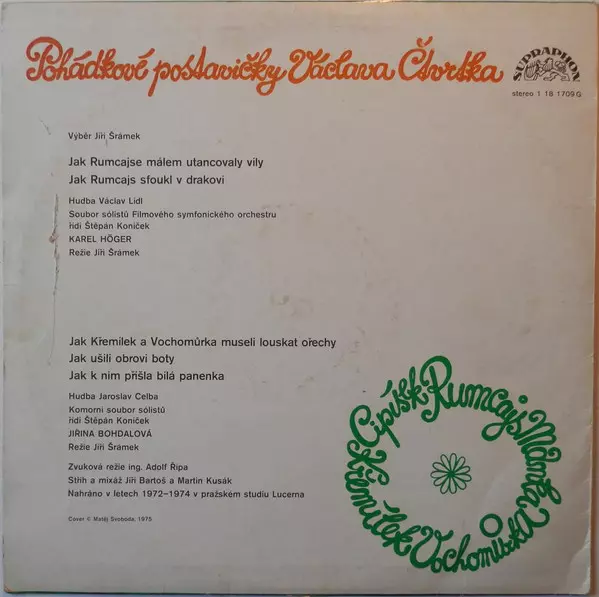 Pohádkové postavičky Václava Čtvrtka
SUPRAPHON
stereo 1 18 1709 G
Výběr Jiří Šrámek
Jak Rumcajse málem utancovaly vily
Jak Rumcajs sfoukl v drakovi
Hudba Václav Lídl
Soubor sólistů Filmového symfonického orchestru
řídí Štěpán Koníček
KAREL HÖGER
Režie Jiří Šrámek
Jak Křemílek a Vochomůrka museli louskat ořechy
Jak ušili obrovi boty
Jak k nim přišla bílá panenka
Hudba Jaroslav Celba
Komorní soubor sólistů
řídí Štěpán Koníček
JIŘINA BOHDALOVÁ
Režie Jiří Šrámek
Zvuková režie ing. Adolf Řípa
Střih a mixáž Jiří Bartoš a Martin Kusák
Nahráno v letech 1972–1974 v pražském studiu Lucerna
Cover © Matěj Svoboda, 1975
Cipísek Rumcajs Manka Vochomůrka Křemílek